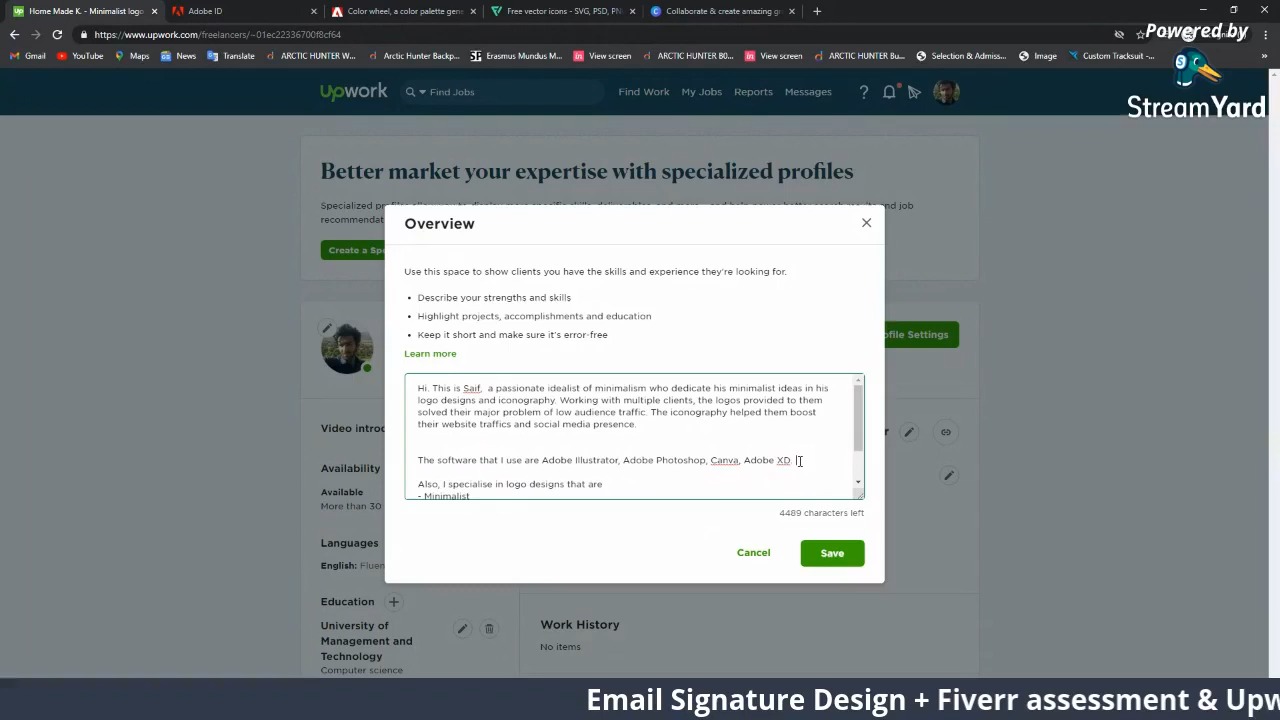 Home Made K. - Minimalist logo
Adobe ID
Color wheel, a color palette gene
Free vector icons - SVG, PSD, PN
Collaborate & create amazing gr
https://www.upwork.com/freelancers/~01ec22336700f8cf64
Gmail YouTube Maps News Translate ARCTIC HUNTER W. Arctic Hunter Backp... Erasmus Mundus M... View screen ARCTIC HUNTER B0... View screen ARCTIC HUNTER Bu... Selection & Admiss... Image Custom Tracksuit -...
Powered by
StreamYard
upwork
Find Jobs
Find Work My Jobs Reports Messages
Better market your expertise with specialized profiles
Overview
Use this space to show clients you have the skills and experience they're looking for.
• Describe your strengths and skills
• Highlight projects, accomplishments and education
• Keep it short and make sure it's error-free
Learn more
Hi. This is Saif, a passionate idealist of minimalism who dedicate his minimalist ideas in his
logo designs and iconography. Working with multiple clients, the logos provided to them
solved their major problem of low audience traffic. The iconography helped them boost
their website traffics and social media presence.
The software that I use are Adobe Illustrator, Adobe Photoshop, Canva, Adobe XD.
Also, I specialise in logo designs that are
- Minimalist
4489 characters left
Cancel
Save
Create a Spe
ofile Settings
Video introd
Availability
Available
More than 30
Languages
English: Fluen
Education
University of
Management and
Technology
Computer science
Work History
No items
Email Signature Design + Fiverr assessment & Upw